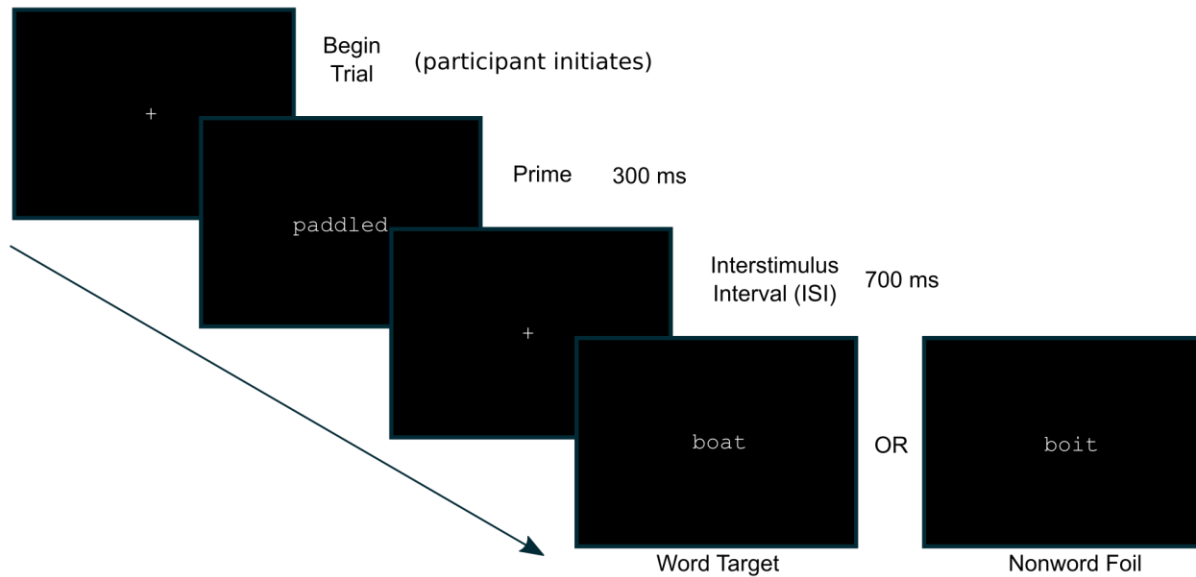 +
Begin
Trial
(participant initiates)
paddled
Prime
300 ms
+
Interstimulus
Interval (ISI)
700 ms
boat
OR
boit
Word Target
Nonword Foil